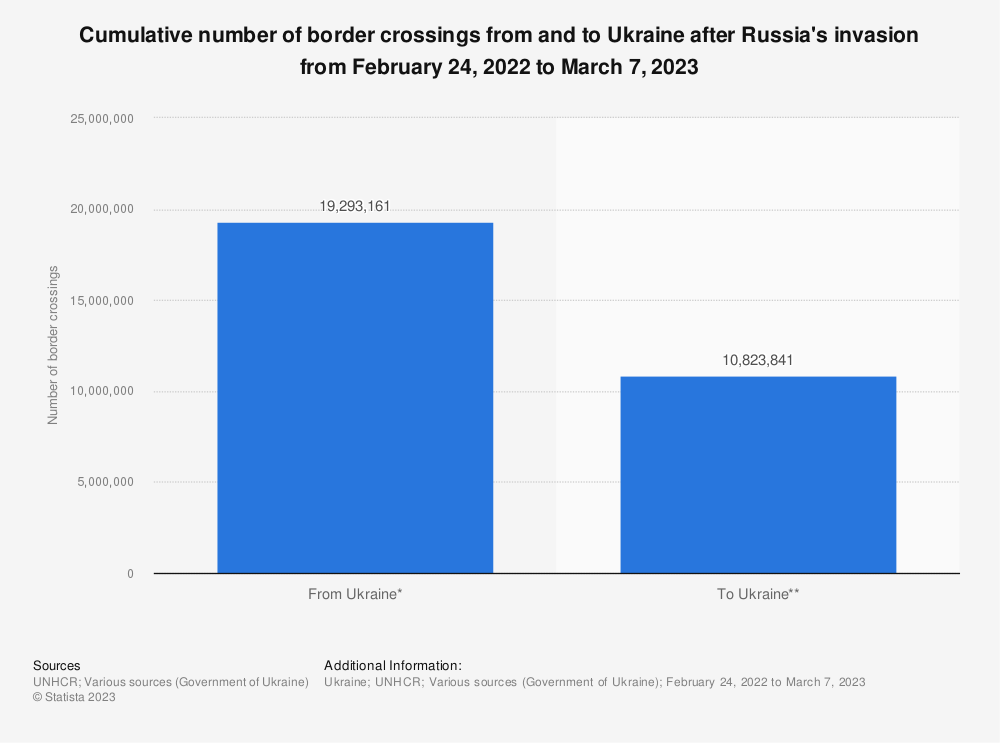 Cumulative number of border crossings from and to Ukraine after Russia's invasion
from February 24, 2022 to March 7, 2023
25,000,000
20,000,000
15,000,000
10,000,000
5,000,000
0
Number of border crossings
19,293,161
10,823,841
From Ukraine*
To Ukraine**
Sources
UNHCR; Various sources (Government of Ukraine)
© Statista 2023
Additional Information:
Ukraine; UNHCR; Various sources (Government of Ukraine); February 24, 2022 to March 7, 2023